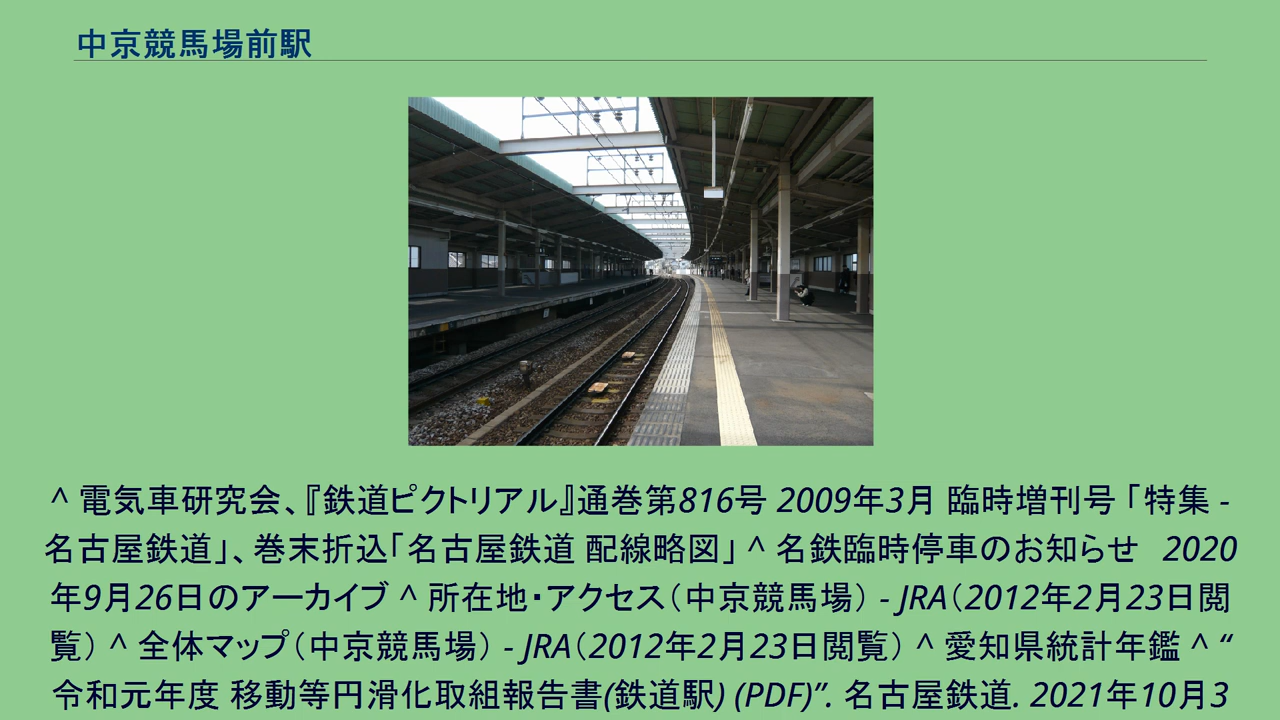 中京競馬場前駅
^ 電気車研究会、『鉄道ピクトリアル』通巻第816号 2009年3月 臨時増刊号 「特集 -
名古屋鉄道」、巻末折込「名古屋鉄道 配線略図」 ^ 名鉄臨時停車のお知らせ　2020
年9月26日のアーカイブ ^ 所在地・アクセス（中京競馬場） - JRA（2012年2月23日閲
覧） ^ 全体マップ（中京競馬場） - JRA（2012年2月23日閲覧） ^ 愛知県統計年鑑 ^ “
令和元年度 移動等円滑化取組報告書(鉄道駅) (PDF)”. 名古屋鉄道. 2021年10月3